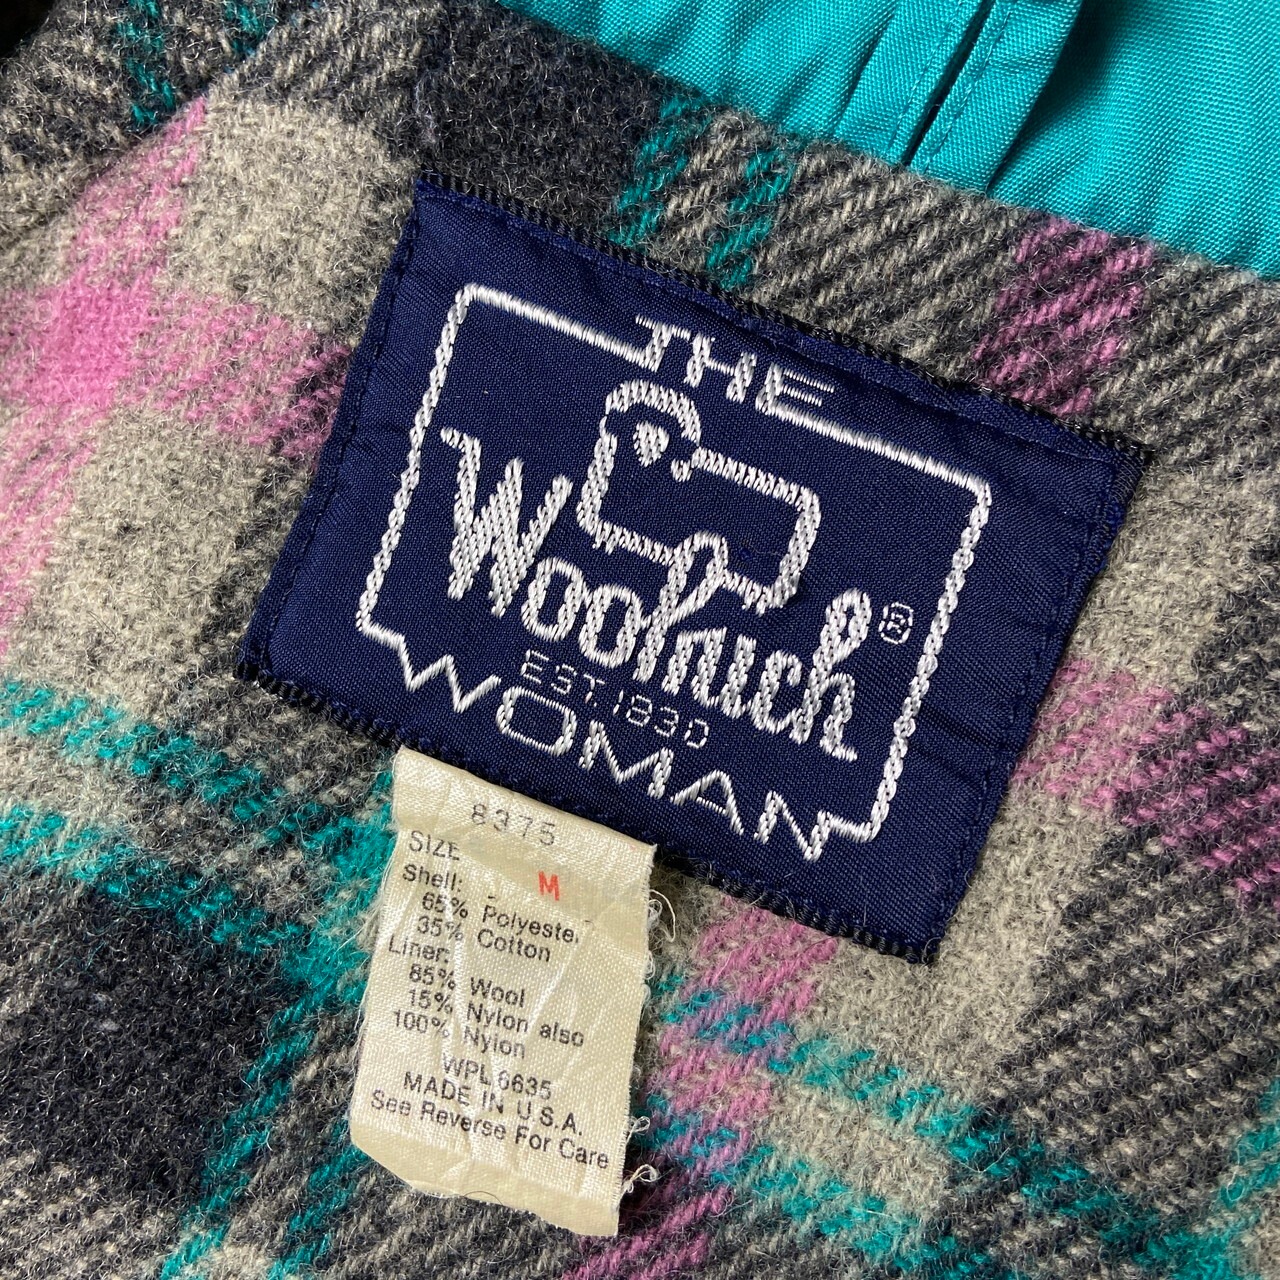 THE
Woolrich®
EST. 1830
WOMAN
8375
SIZE
M
Shell:
65% Polyester
35% Cotton
Liner:
85% Wool
15% Nylon also
100% Nylon
WPL 6635
MADE IN U.S.A.
See Reverse For Care